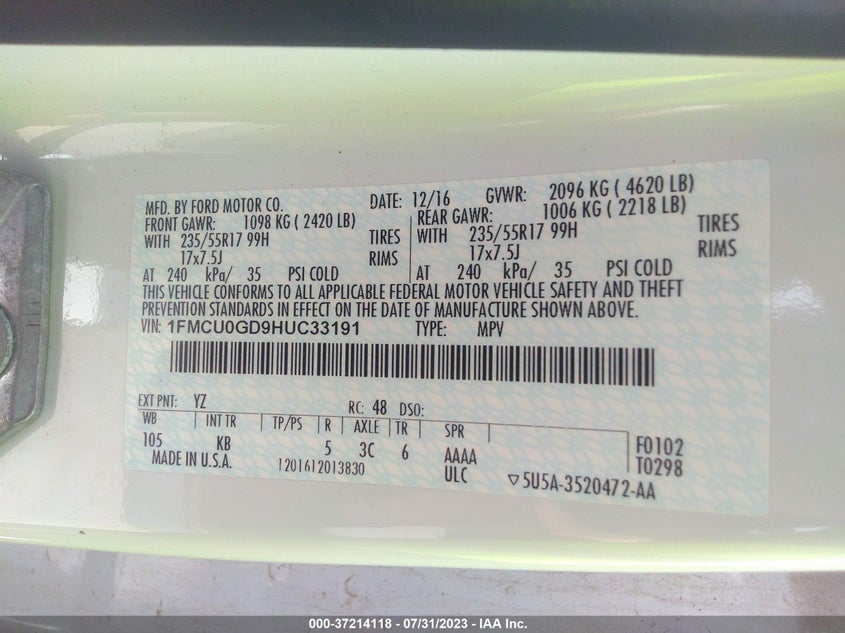 MFD. BY FORD MOTOR CO. DATE: 12/16 GVWR: 2096 KG ( 4620 LB)
FRONT GAWR: 1098 KG ( 2420 LB) REAR GAWR: 1006 KG ( 2218 LB)
WITH 235/55R17 99H TIRES WITH 235/55R17 99H TIRES
17x7.5J RIMS 17x7.5J RIMS
AT 240 kPa/ 35 PSI COLD AT 240 kPa/ 35 PSI COLD
THIS VEHICLE CONFORMS TO ALL APPLICABLE FEDERAL MOTOR VEHICLE SAFETY AND THEFT
PREVENTION STANDARDS IN EFFECT ON THE DATE OF MANUFACTURE SHOWN ABOVE.
VIN: 1FMCU0GD9HUC33191 TYPE: MPV
EXT PNT: YZ RC: 48 DSO:
WB INT TR TP/PS R AXLE TR SPR
105 KB 5 3C 6 AAAA F0102
MADE IN U.S.A. 1201612013830 ULC ▽5U5A-3520472-AA T0298
000-37214118 - 07/31/2023 - IAA Inc.